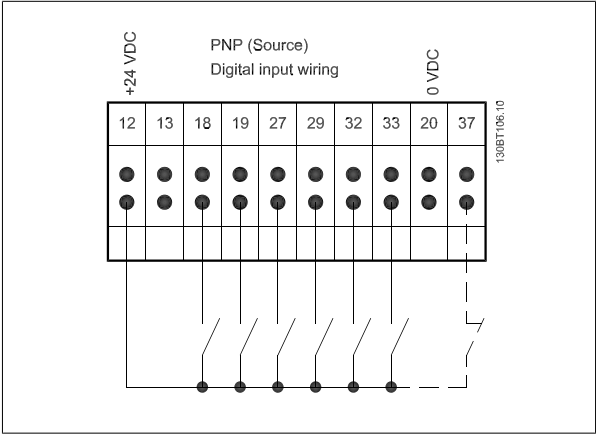 PNP (Source)
Digital input wiring
+24 VDC
0 VDC
12 13 18 19 27 29 32 33 20 37
130BT106.10